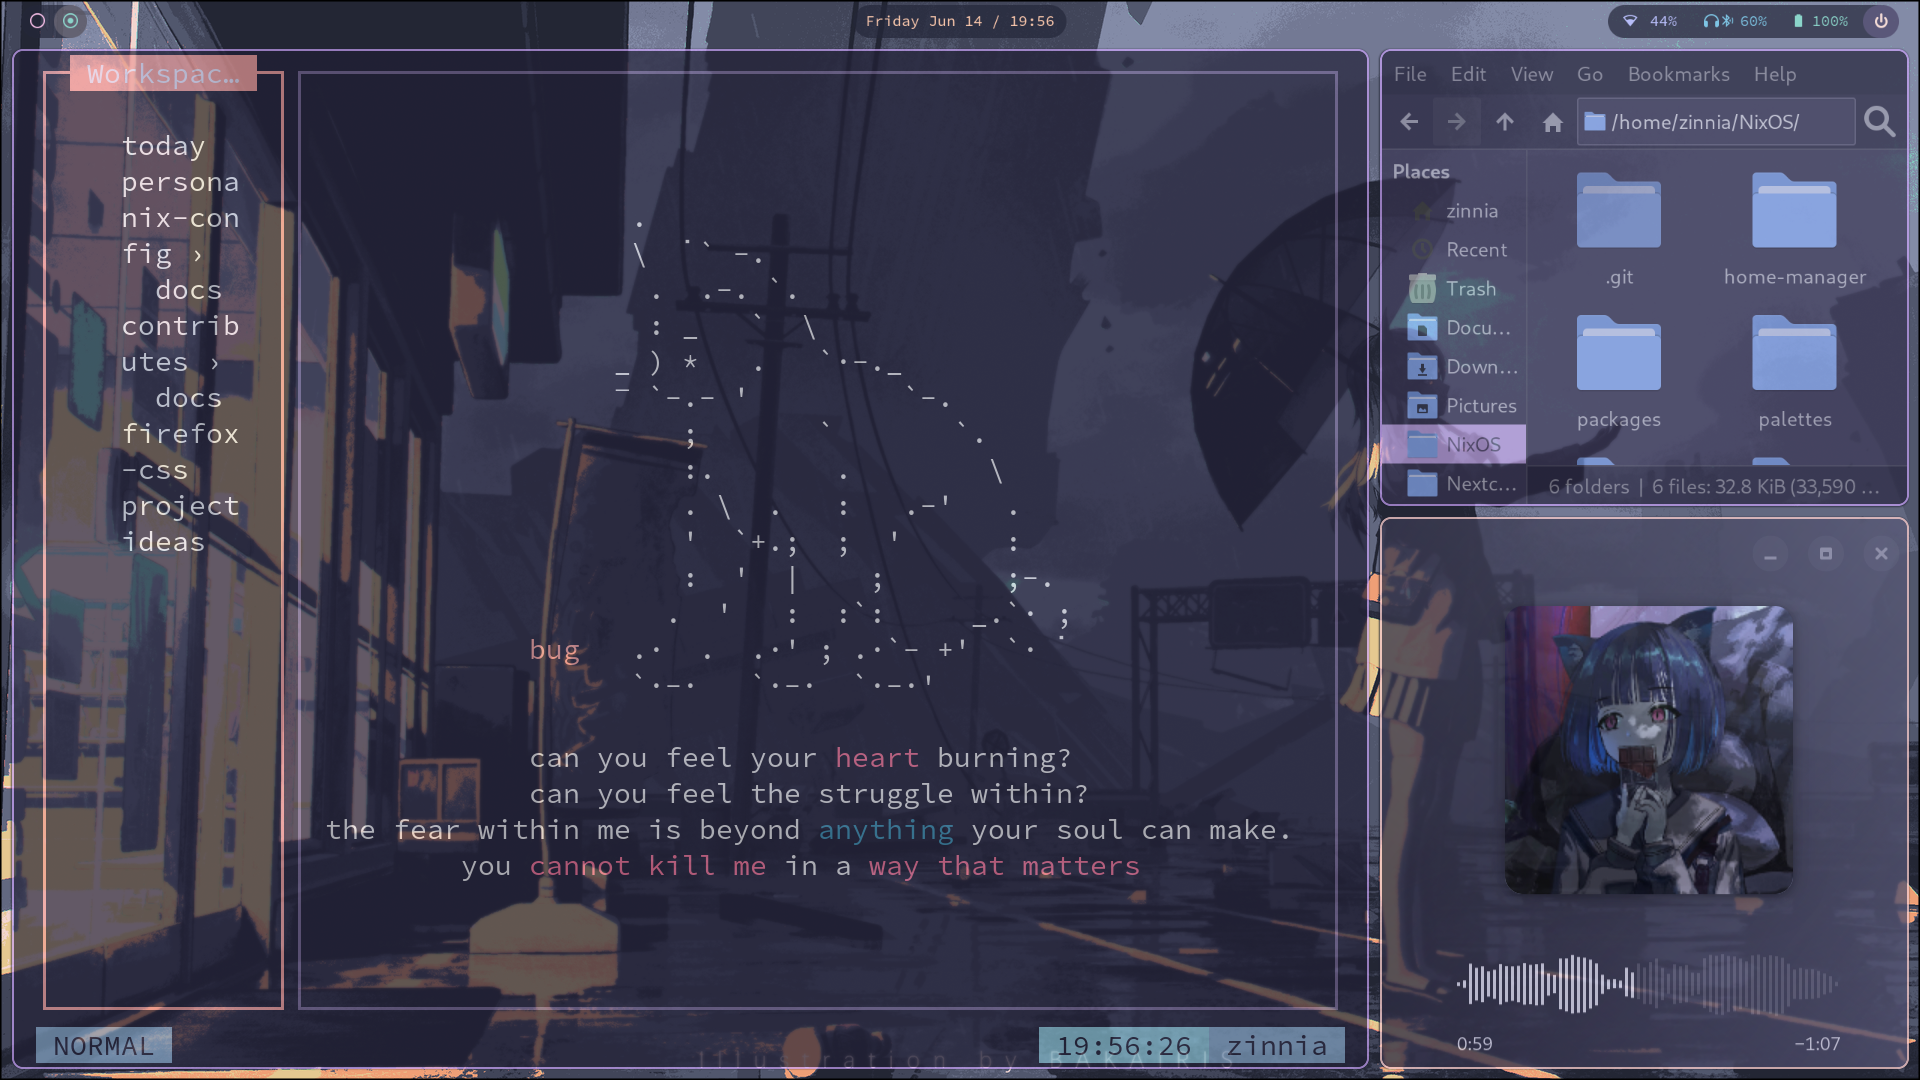 Friday Jun 14 / 19:56
44%
60%
100%
Workspac…
today
persona
nix-con
fig ›
docs
contrib
utes ›
docs
firefox
-css
project
ideas
bug
can you feel your heart burning?
can you feel the struggle within?
the fear within me is beyond anything your soul can make.
you cannot kill me in a way that matters
NORMAL
19:56:26 zinnia
Illustration by BAKARIS
File Edit View Go Bookmarks Help
/home/zinnia/NixOS/
Places
zinnia
Recent
Trash
Docu…
Down…
Pictures
NixOS
Nextc…
.git
home-manager
packages
palettes
6 folders | 6 files: 32.8 KiB (33,590 …
0:59
−1:07